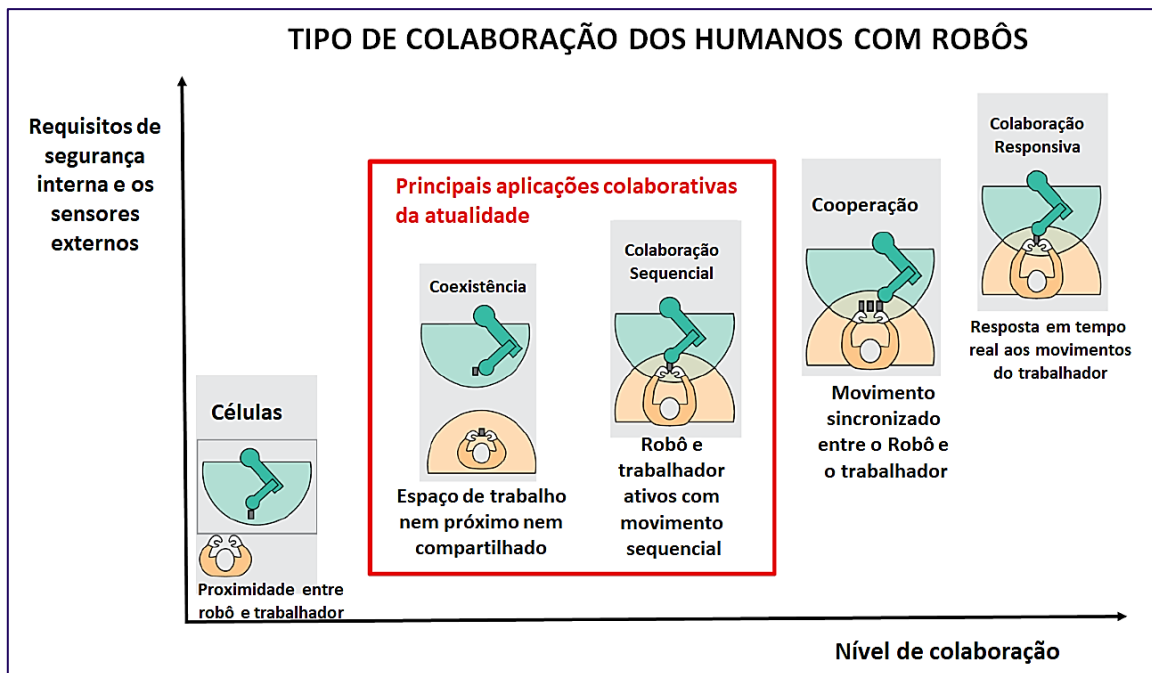 TIPO DE COLABORAÇÃO DOS HUMANOS COM ROBÔS
Requisitos de
segurança
interna e os
sensores
externos
Principais aplicações colaborativas
da atualidade
Células
Proximidade entre
robô e trabalhador
Coexistência
Espaço de trabalho
nem próximo nem
compartilhado
Colaboração
Sequencial
Robô e
trabalhador
ativos com
movimento
sequencial
Cooperação
Movimento
sincronizado
entre o Robô e
o trabalhador
Colaboração
Responsiva
Resposta em tempo
real aos movimentos
do trabalhador
Nível de colaboração